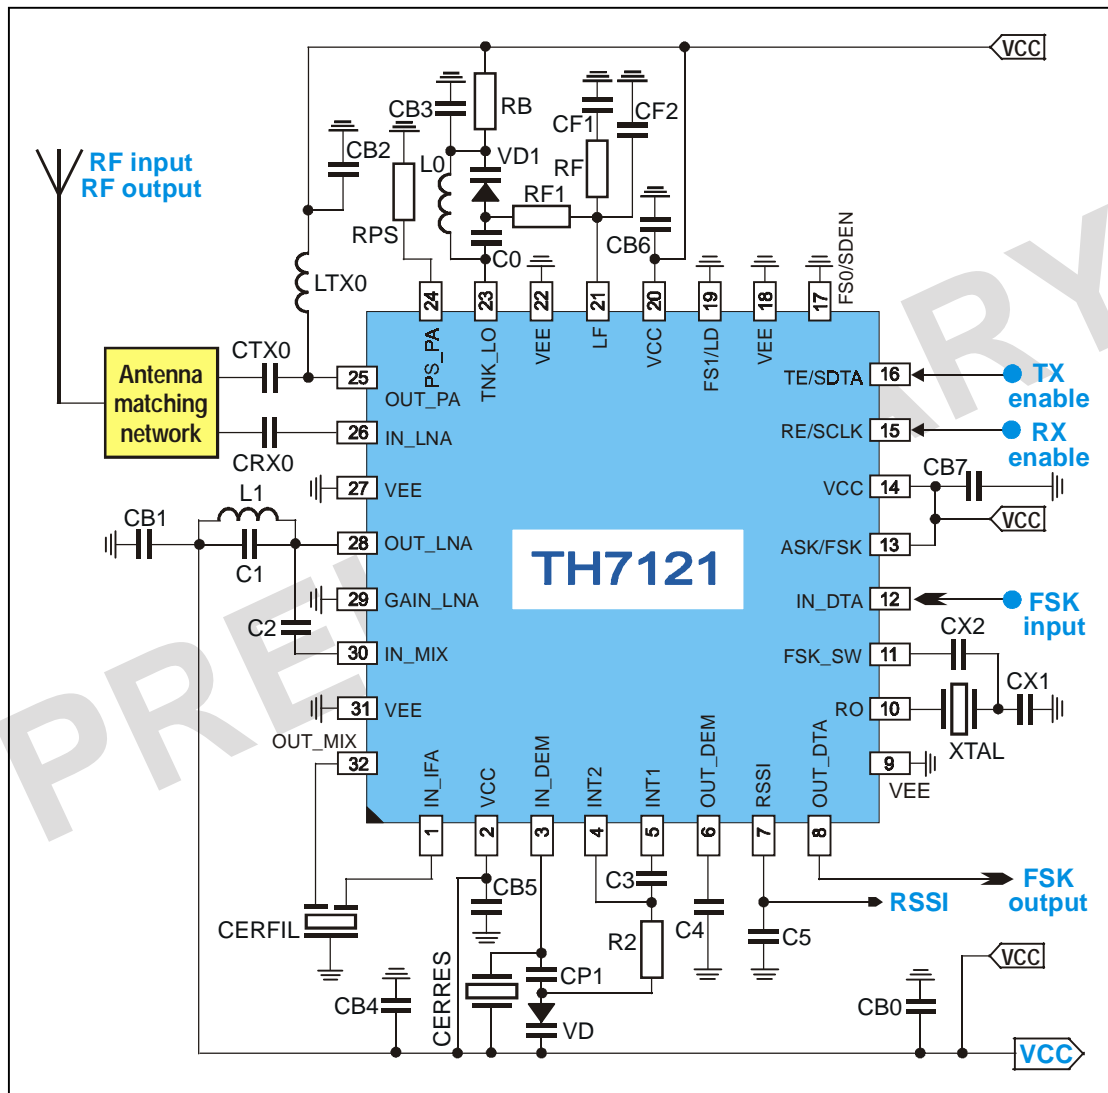 VCC
CB3
RB
CF1
CF2
CB2
L0
VD1
RF
RF input
RF output
RF1
RPS
C0
CB6
FS0/SDEN
LTX0
24
23
22
21
20
19
18
17
PS_PA
TNK_LO
VEE
LF
VCC
FS1/LD
VEE
CTX0
Antenna
matching
network
25
OUT_PA
TE/SDTA
16
TX
enable
26
IN_LNA
RE/SCLK
15
RX
enable
CRX0
27
VEE
VCC
14
CB7
L1
CB1
VCC
28
OUT_LNA
ASK/FSK
13
C1
TH7121
29
GAIN_LNA
IN_DTA
12
FSK
input
C2
CX2
30
IN_MIX
FSK_SW
11
CX1
31
VEE
RO
10
XTAL
OUT_MIX
32
9
VEE
IN_IFA
VCC
IN_DEM
INT2
INT1
OUT_DEM
RSSI
OUT_DTA
1
2
3
4
5
6
7
8
CB5
C3
FSK
output
RSSI
CERFIL
C4
C5
R2
CERRES
CP1
VCC
CB4
VD
CB0
VCC
PRELIMINARY